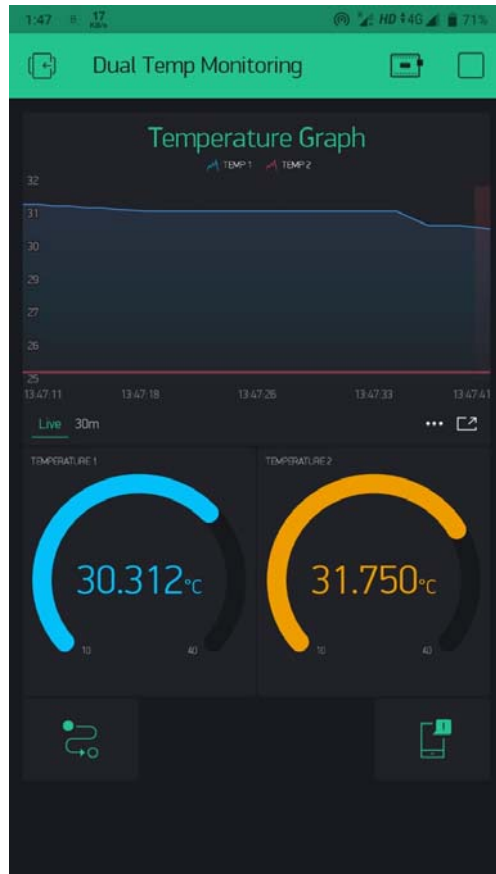 1:47 17 KB/s HD 4G 71%
Dual Temp Monitoring
Temperature Graph
TEMP 1 TEMP 2
32
31
30
29
27
26
25
13:47:11 13:47:18 13:47:26 13:47:33 13:47:41
Live 30m
TEMPERATURE 1 TEMPERATURE 2
30.312°C 31.750°C
10 40 10 40